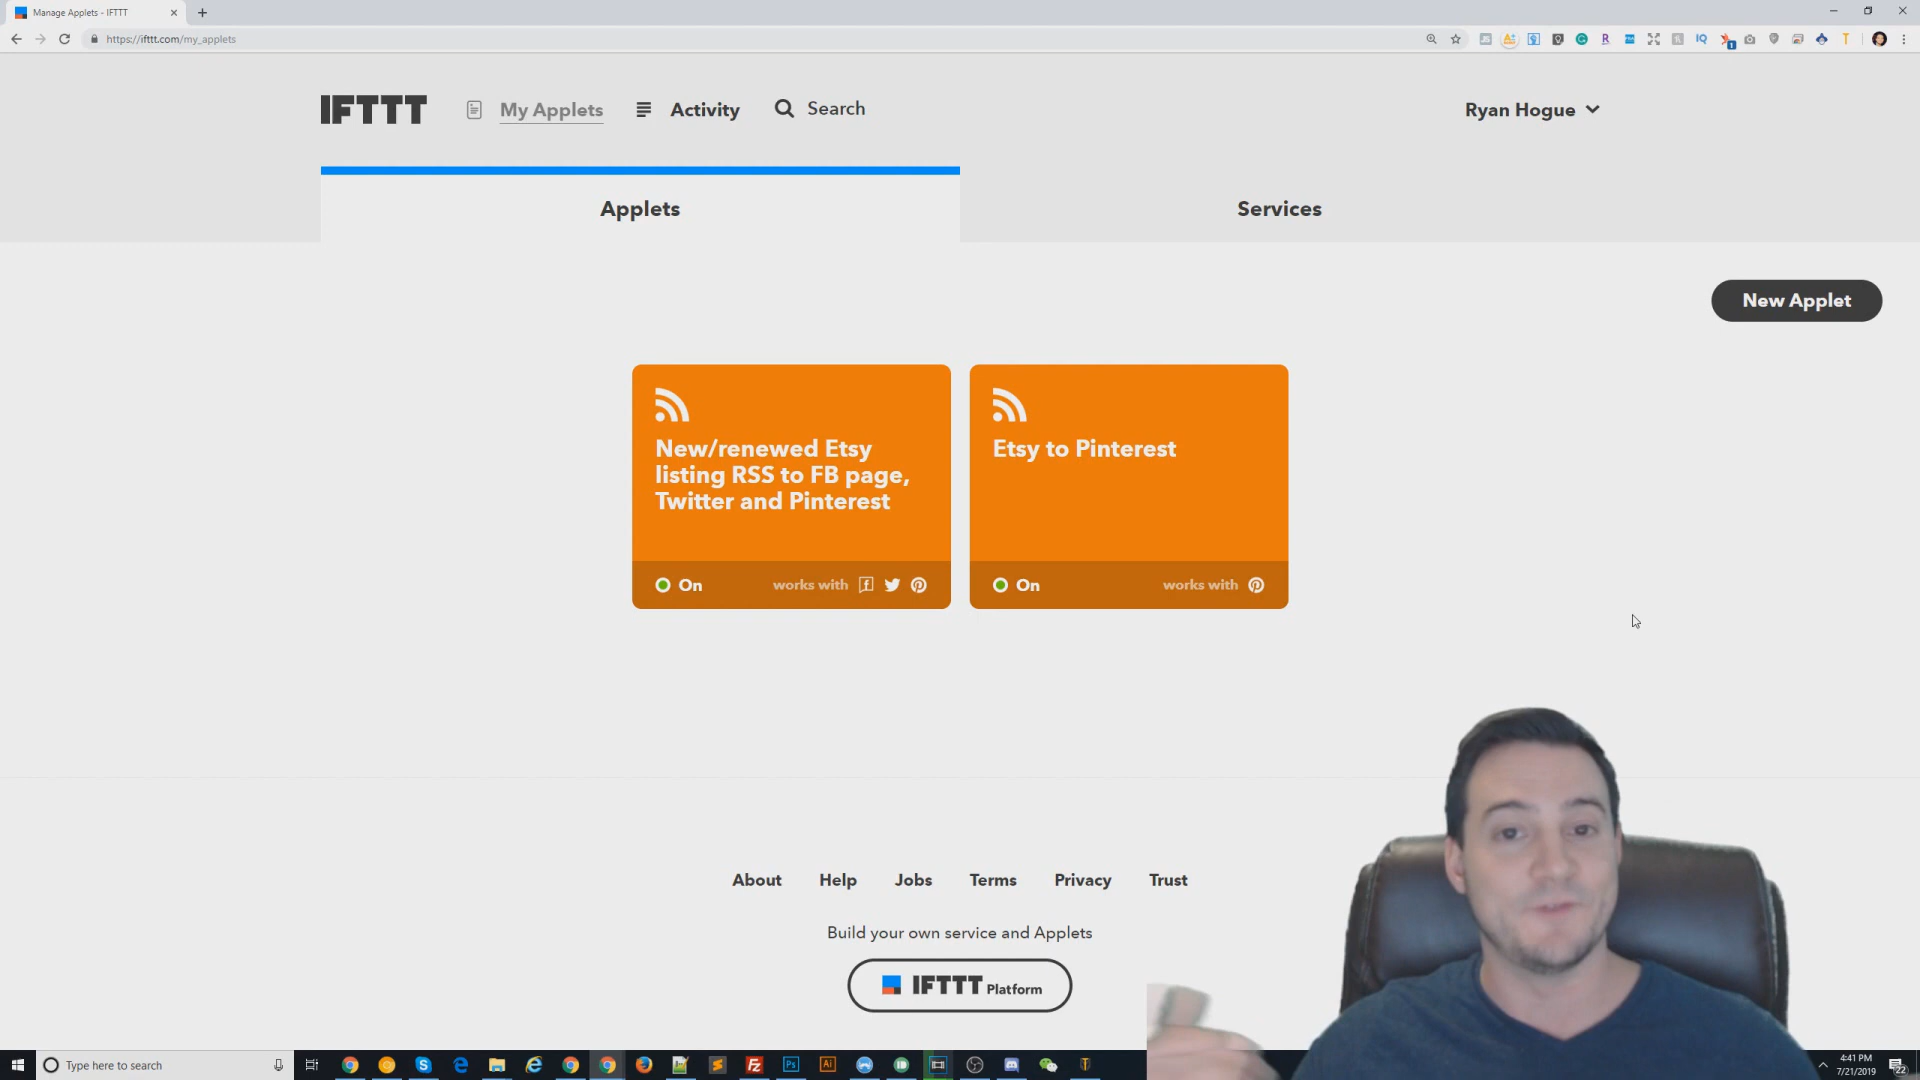 Manage Applets - IFTTT
https://ifttt.com/my_applets
IFTTT
My Applets
Activity
Search
Ryan Hogue
Applets
Services
New Applet
New/renewed Etsy
listing RSS to FB page,
Twitter and Pinterest
On
works with
Etsy to Pinterest
On
works with
About
Help
Jobs
Terms
Privacy
Trust
Build your own service and Applets
IFTTT Platform
Type here to search
4:41 PM
7/21/2019
22